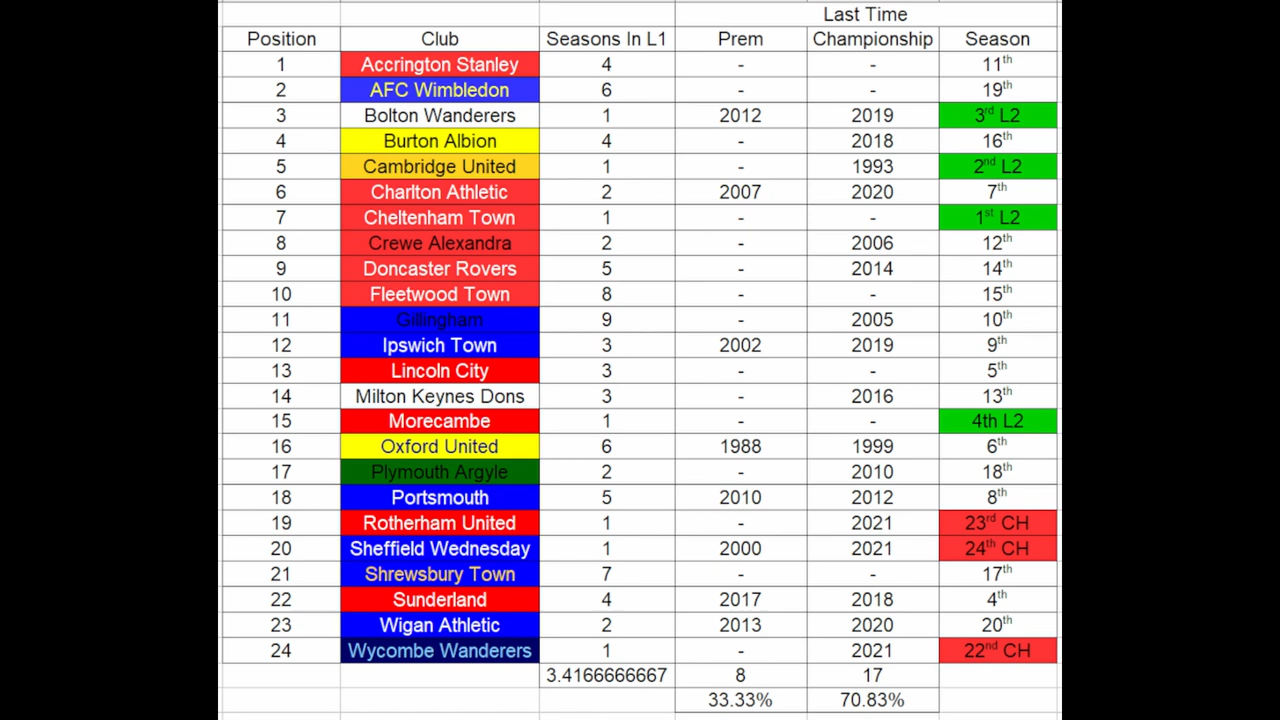 Last Time
Position Club Seasons In L1 Prem Championship Season
1 Accrington Stanley 4 - - 11th
2 AFC Wimbledon 6 - - 19th
3 Bolton Wanderers 1 2012 2019 3rd L2
4 Burton Albion 4 - 2018 16th
5 Cambridge United 1 - 1993 2nd L2
6 Charlton Athletic 2 2007 2020 7th
7 Cheltenham Town 1 - - 1st L2
8 Crewe Alexandra 2 - 2006 12th
9 Doncaster Rovers 5 - 2014 14th
10 Fleetwood Town 8 - - 15th
11 Gillingham 9 - 2005 10th
12 Ipswich Town 3 2002 2019 9th
13 Lincoln City 3 - - 5th
14 Milton Keynes Dons 3 - 2016 13th
15 Morecambe 1 - - 4th L2
16 Oxford United 6 1988 1999 6th
17 Plymouth Argyle 2 - 2010 18th
18 Portsmouth 5 2010 2012 8th
19 Rotherham United 1 - 2021 23rd CH
20 Sheffield Wednesday 1 2000 2021 24th CH
21 Shrewsbury Town 7 - - 17th
22 Sunderland 4 2017 2018 4th
23 Wigan Athletic 2 2013 2020 20th
24 Wycombe Wanderers 1 - 2021 22nd CH
3.4166666667 8 17
33.33% 70.83%